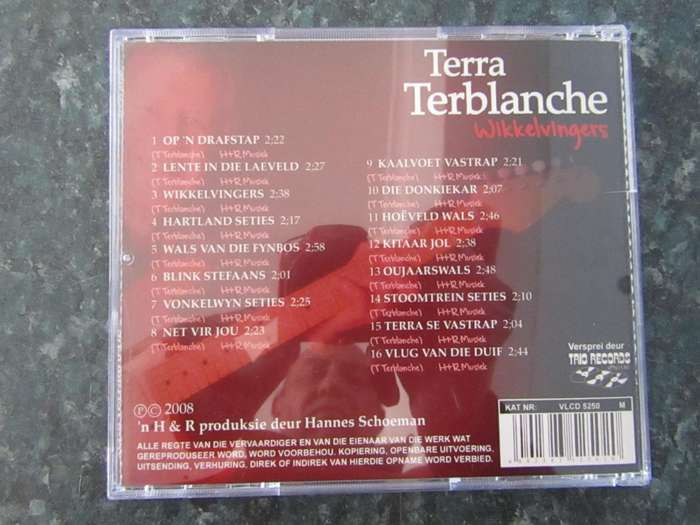 Terra
Terblanche
Wikkelvingers
1 OP 'N DRAFSTAP 2:22
(T Terblanche) H+R Musiek
2 LENTE IN DIE LAEVELD 2:27
(T Terblanche) H+R Musiek
3 WIKKELVINGERS 2:38
(T Terblanche) H+R Musiek
4 HARTLAND SETIES 2:17
(T Terblanche) H+R Musiek
5 WALS VAN DIE FYNBOS 2:58
(T Terblanche) H+R Musiek
6 BLINK STEFAANS 2:01
(T Terblanche) H+R Musiek
7 VONKELWYN SETIES 2:25
(T Terblanche) H+R Musiek
8 NET VIR JOU 2:23
(T Terblanche) H+R Musiek
9 KAALVOET VASTRAP 2:21
(T Terblanche) H+R Musiek
10 DIE DONKIEKAR 2:07
(T Terblanche) H+R Musiek
11 HOËVELD WALS 2:46
(T Terblanche) H+R Musiek
12 KITAAR JOL 2:38
(T Terblanche) H+R Musiek
13 OUJAARSWALS 2:48
(T Terblanche) H+R Musiek
14 STOOMTREIN SETIES 2:10
(T Terblanche) H+R Musiek
15 TERRA SE VASTRAP 2:04
(T Terblanche) H+R Musiek
16 VLUG VAN DIE DUIF 2:44
(T Terblanche) H+R Musiek
Versprei deur
TRIO RECORDS
℗ © 2008
'n H & R produksie deur Hannes Schoeman
ALLE REGTE VAN DIE VERVAARDIGER EN VAN DIE EIENAAR VAN DIE WERK WAT
GEREPRODUSEER WORD, WORD VOORBEHOU. KOPIERING, OPENBARE UITVOERING,
UITSENDING, VERHURING, DIREK OF INDIREK VAN HIERDIE OPNAME WORD VERBIED.
KAT NR: VLCD 5250 M